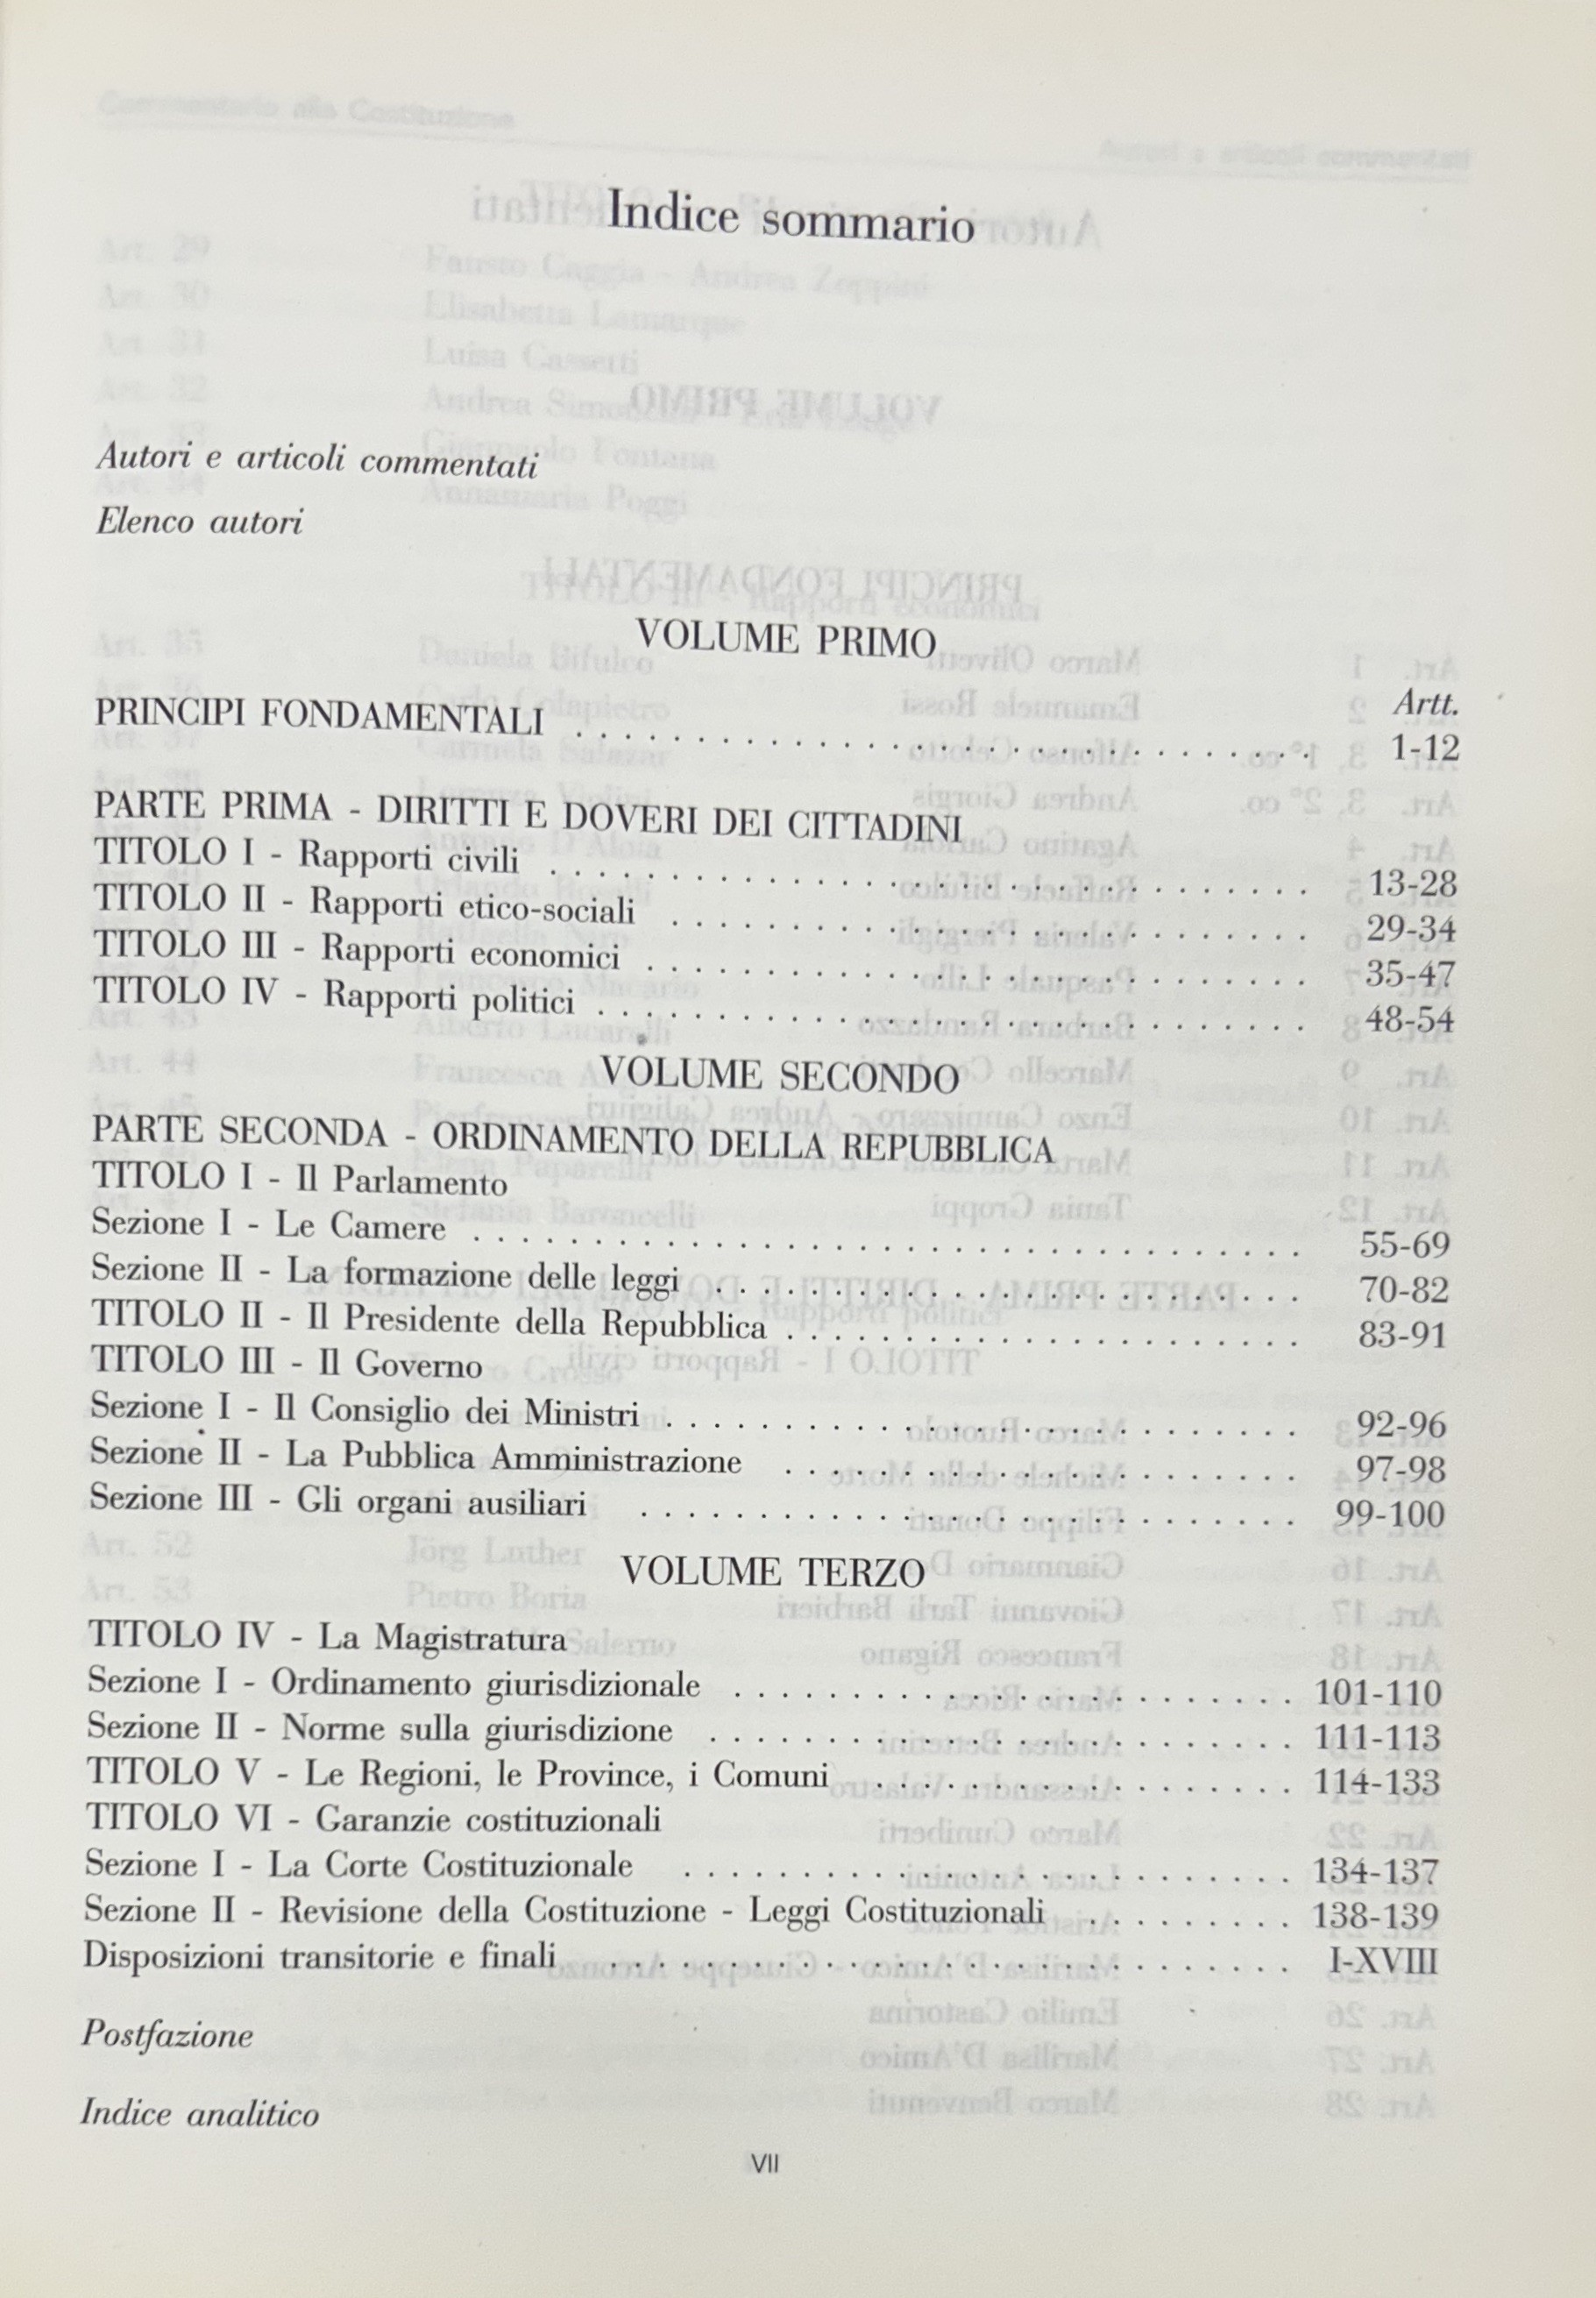 Indice sommario
Autori e articoli commentati
Elenco autori
VOLUME PRIMO
Artt.
PRINCIPI FONDAMENTALI . . . . . . . . . . . . . . . . . . . . . . . . . . . . . . . 1-12
PARTE PRIMA - DIRITTI E DOVERI DEI CITTADINI
TITOLO I - Rapporti civili . . . . . . . . . . . . . . . . . . . . . . . . . . . . . . . . 13-28
TITOLO II - Rapporti etico-sociali . . . . . . . . . . . . . . . . . . . . . . . . . . . 29-34
TITOLO III - Rapporti economici . . . . . . . . . . . . . . . . . . . . . . . . . . . . 35-47
TITOLO IV - Rapporti politici . . . . . . . . . . . . . . . . . . . . . . . . . . . . . . 48-54
VOLUME SECONDO
PARTE SECONDA - ORDINAMENTO DELLA REPUBBLICA
TITOLO I - Il Parlamento
Sezione I - Le Camere . . . . . . . . . . . . . . . . . . . . . . . . . . . . . . . . . . . 55-69
Sezione II - La formazione delle leggi . . . . . . . . . . . . . . . . . . . . . . . . . 70-82
TITOLO II - Il Presidente della Repubblica . . . . . . . . . . . . . . . . . . . . . . 83-91
TITOLO III - Il Governo
Sezione I - Il Consiglio dei Ministri . . . . . . . . . . . . . . . . . . . . . . . . . . . 92-96
Sezione II - La Pubblica Amministrazione . . . . . . . . . . . . . . . . . . . . . . 97-98
Sezione III - Gli organi ausiliari . . . . . . . . . . . . . . . . . . . . . . . . . . . . 99-100
VOLUME TERZO
TITOLO IV - La Magistratura
Sezione I - Ordinamento giurisdizionale . . . . . . . . . . . . . . . . . . . . . . . . 101-110
Sezione II - Norme sulla giurisdizione . . . . . . . . . . . . . . . . . . . . . . . . . 111-113
TITOLO V - Le Regioni, le Province, i Comuni . . . . . . . . . . . . . . . . . . 114-133
TITOLO VI - Garanzie costituzionali
Sezione I - La Corte Costituzionale . . . . . . . . . . . . . . . . . . . . . . . . . . 134-137
Sezione II - Revisione della Costituzione - Leggi Costituzionali . . . . . . . . . 138-139
Disposizioni transitorie e finali . . . . . . . . . . . . . . . . . . . . . . . . . . . . . I-XVIII
Postfazione
Indice analitico
VII